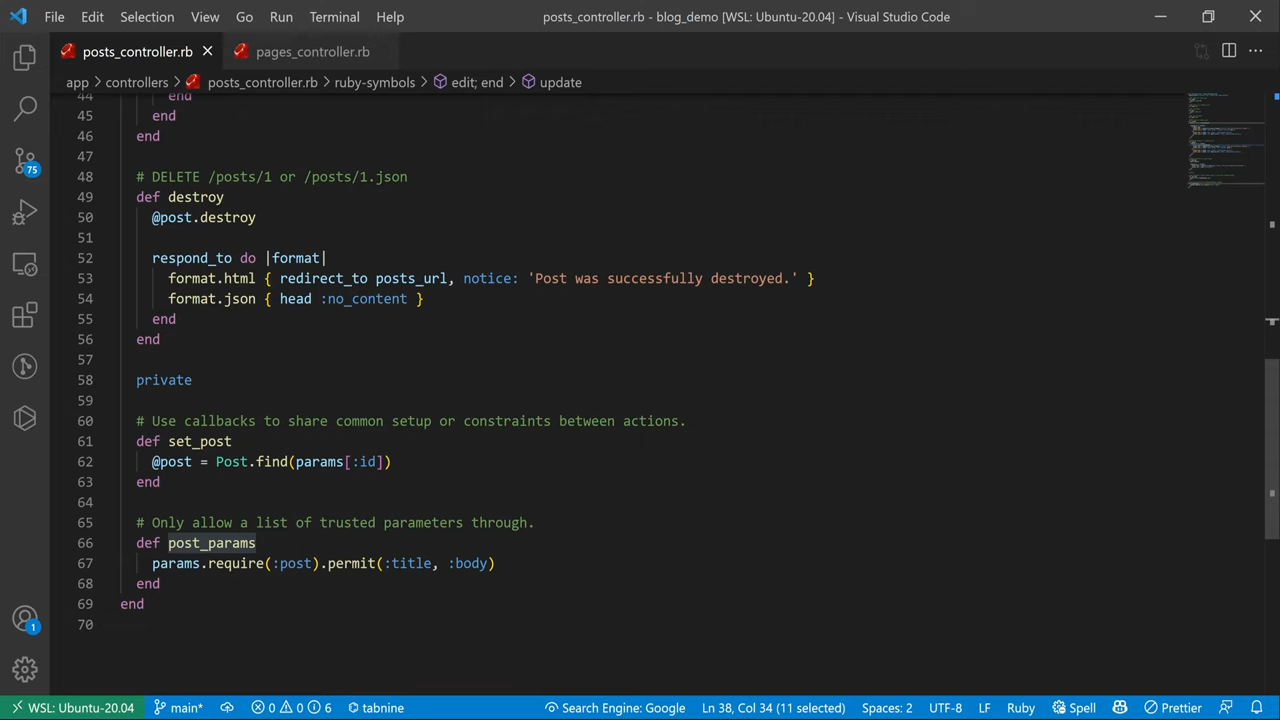 File Edit Selection View Go Run Terminal Help posts_controller.rb - blog_demo [WSL: Ubuntu-20.04] - Visual Studio Code
posts_controller.rb pages_controller.rb
app > controllers > posts_controller.rb > ruby-symbols > edit; end > update
44 end
45 end
46 end
47
48 # DELETE /posts/1 or /posts/1.json
49 def destroy
50 @post.destroy
51
52 respond_to do |format|
53 format.html { redirect_to posts_url, notice: 'Post was successfully destroyed.' }
54 format.json { head :no_content }
55 end
56 end
57
58 private
59
60 # Use callbacks to share common setup or constraints between actions.
61 def set_post
62 @post = Post.find(params[:id])
63 end
64
65 # Only allow a list of trusted parameters through.
66 def post_params
67 params.require(:post).permit(:title, :body)
68 end
69 end
70
75
1
WSL: Ubuntu-20.04 main* 0 0 6 tabnine Search Engine: Google Ln 38, Col 34 (11 selected) Spaces: 2 UTF-8 LF Ruby Spell Prettier